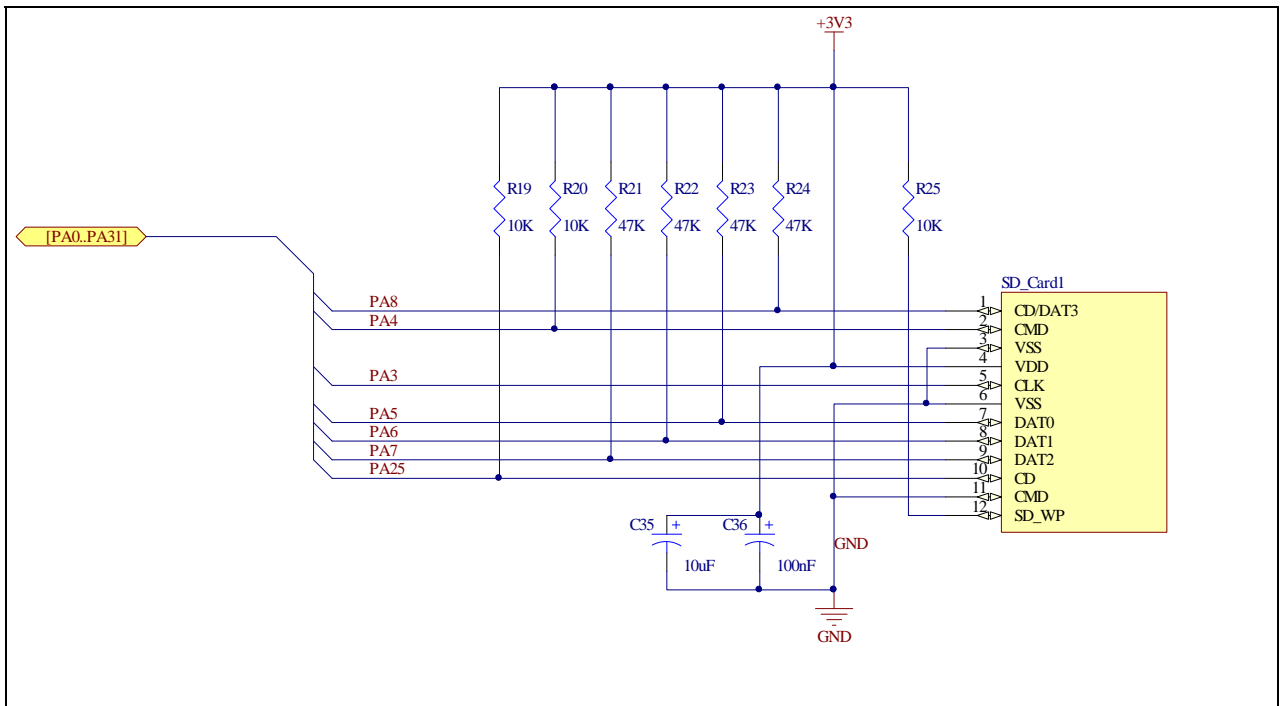 +3V3
R19
R20
R21
R22
R23
R24
R25
10K
10K
47K
47K
47K
47K
10K
[PA0..PA31]
SD_Card1
PA8
1
CD/DAT3
PA4
2
CMD
3
VSS
4
VDD
PA3
5
CLK
6
VSS
PA5
7
DAT0
PA6
8
DAT1
PA7
9
DAT2
PA25
10
CD
11
CMD
12
SD_WP
C35
+
C36
+
10uF
100nF
GND
GND